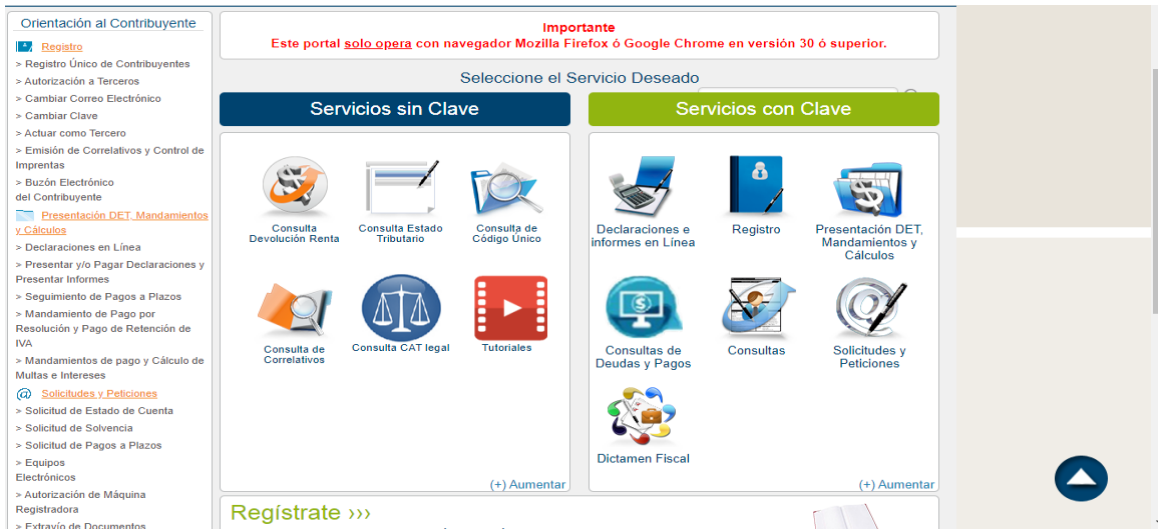 Orientación al Contribuyente
Registro
> Registro Único de Contribuyentes
> Autorización a Terceros
> Cambiar Correo Electrónico
> Cambiar Clave
> Actuar como Tercero
> Emisión de Correlativos y Control de
Imprentas
> Buzón Electrónico
del Contribuyente
Presentación DET, Mandamientos
y Cálculos
> Declaraciones en Línea
> Presentar y/o Pagar Declaraciones y
Presentar Informes
> Seguimiento de Pagos a Plazos
> Mandamiento de Pago por
Resolución y Pago de Retención de
IVA
> Mandamientos de pago y Cálculo de
Multas e Intereses
Solicitudes y Peticiones
> Solicitud de Estado de Cuenta
> Solicitud de Solvencia
> Solicitud de Pagos a Plazos
> Equipos
Electrónicos
> Autorización de Máquina
Registradora
> Extravío de Documentos
Importante
Este portal solo opera con navegador Mozilla Firefox ó Google Chrome en versión 30 ó superior.
Seleccione el Servicio Deseado
Servicios sin Clave
Consulta
Devolución Renta
Consulta Estado
Tributario
Consulta de
Código Único
Consulta de
Correlativos
Consulta CAT legal
Tutoriales
(+) Aumentar
Servicios con Clave
Declaraciones e
informes en Línea
Registro
Presentación DET,
Mandamientos y
Cálculos
Consultas de
Deudas y Pagos
Consultas
Solicitudes y
Peticiones
Dictamen Fiscal
(+) Aumentar
Regístrate ›››